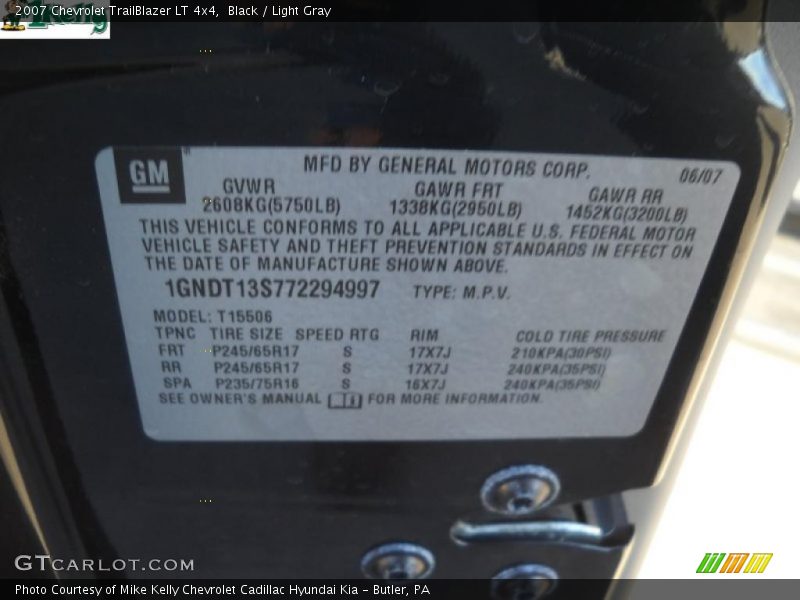 2007 Chevrolet TrailBlazer LT 4x4,  Black / Light Gray
GM
MFD BY GENERAL MOTORS CORP.
06/07
GVWR GAWR FRT GAWR RR
2608KG(5750LB) 1338KG(2950LB) 1452KG(3200LB)
THIS VEHICLE CONFORMS TO ALL APPLICABLE U.S. FEDERAL MOTOR
VEHICLE SAFETY AND THEFT PREVENTION STANDARDS IN EFFECT ON
THE DATE OF MANUFACTURE SHOWN ABOVE.
1GNDT13S772294997 TYPE: M.P.V.
MODEL: T15506
TPNC TIRE SIZE SPEED RTG RIM COLD TIRE PRESSURE
FRT P245/65R17 S 17X7J 210KPA(30PSI)
RR P245/65R17 S 17X7J 240KPA(35PSI)
SPA P235/75R16 S 16X7J 240KPA(35PSI)
SEE OWNER'S MANUAL FOR MORE INFORMATION.
GTCARLOT.COM
Photo Courtesy of Mike Kelly Chevrolet Cadillac Hyundai Kia – Butler, PA